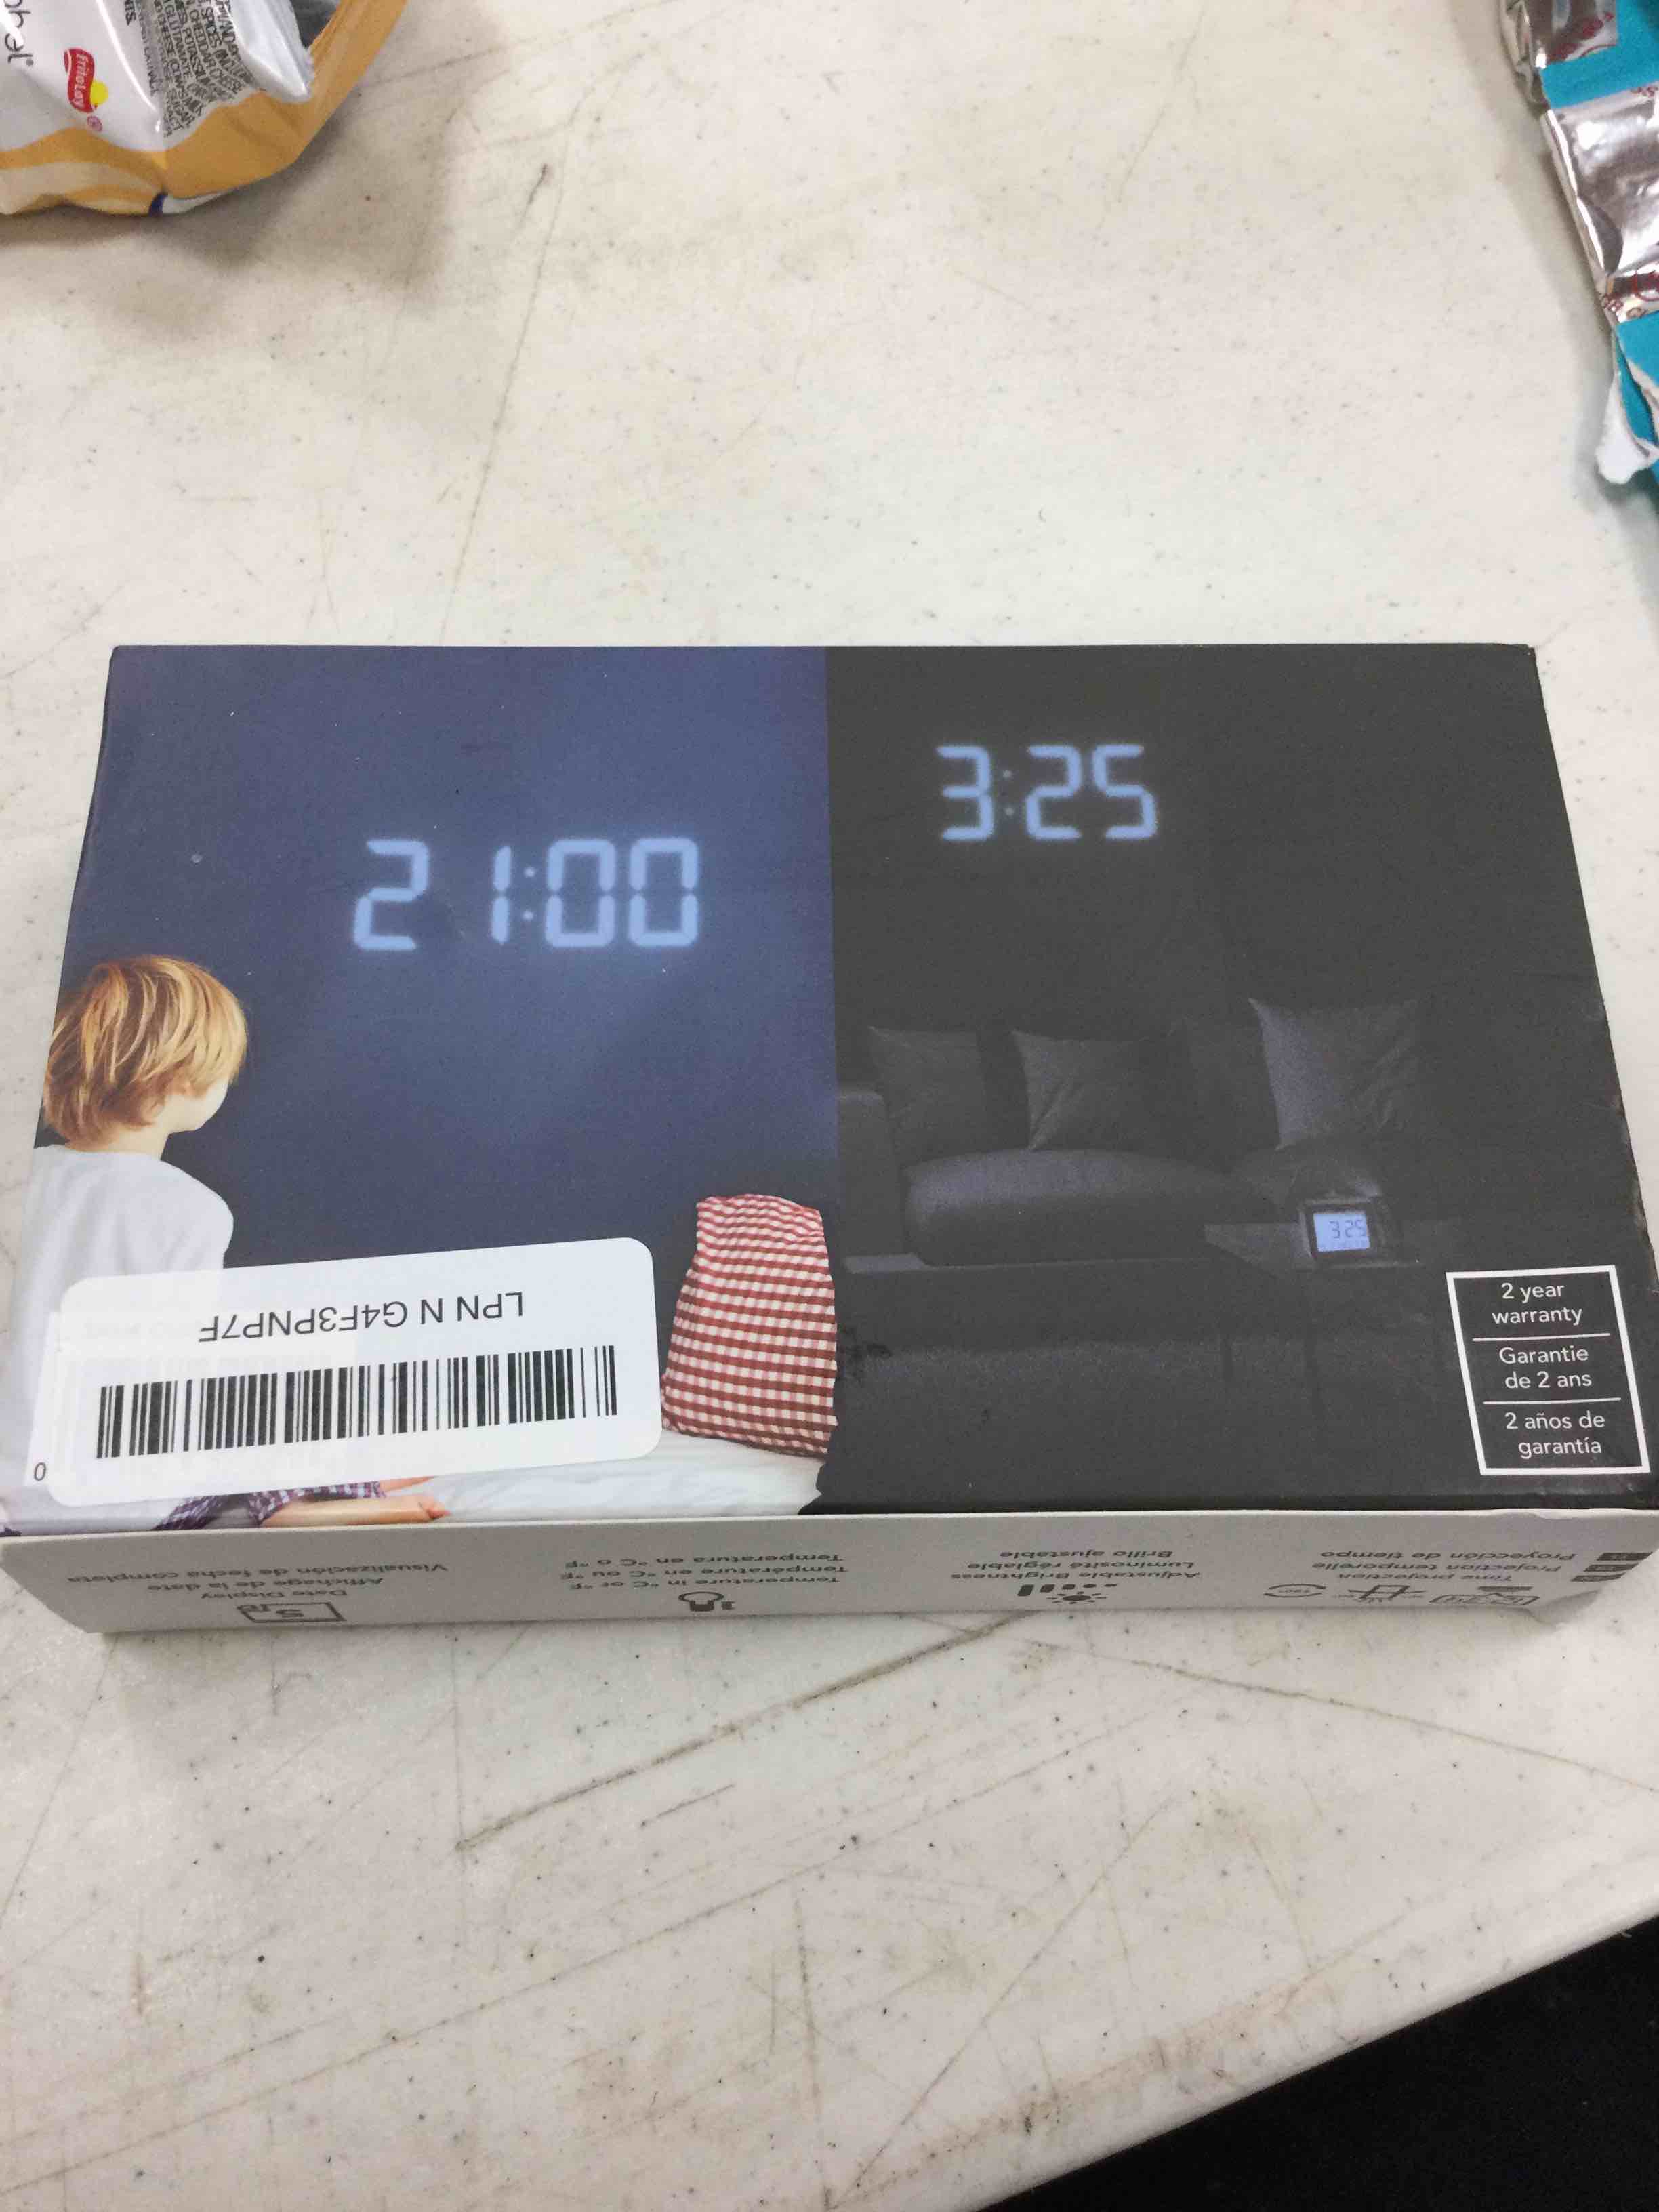 FritoLay
21:00
3:25
325
LPN N G4F3PNP7F
0
2 year
warranty
Garantie
de 2 ans
2 años de
garantía
Date Display
Affichage de la date
Visualización de fecha completa
Temperature in °C or °F
Température en °C ou °F
Temperatura en °C o °F
Adjustable Brightness
Luminosité réglable
Brillo ajustable
Time projection
Projection temporelle
Proyección de tiempo